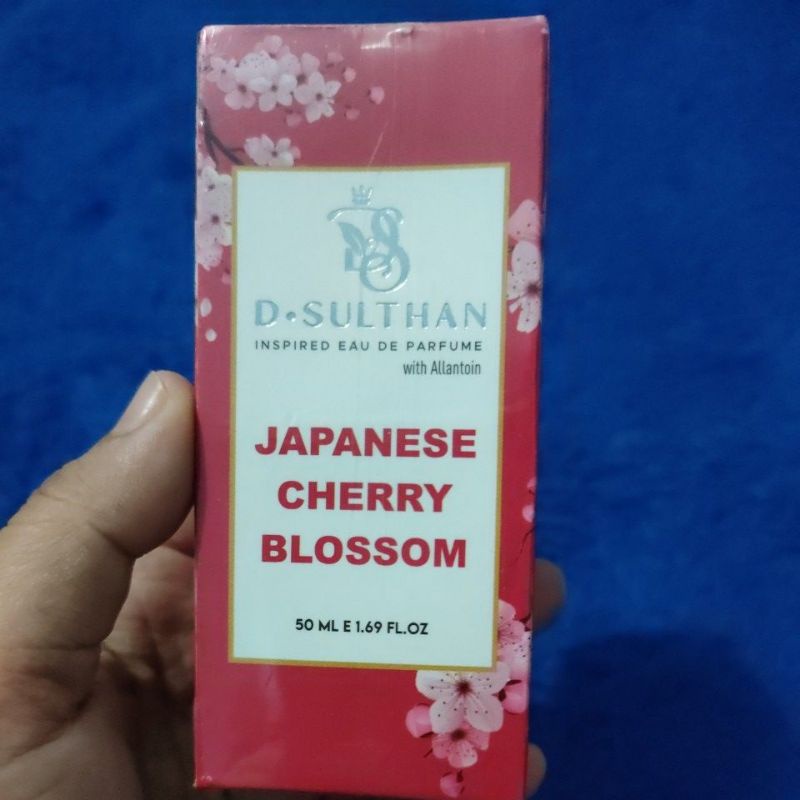 D•SULTHAN
INSPIRED EAU DE PARFUME
with Allantoin
JAPANESE
CHERRY
BLOSSOM
50 ML E 1.69 FL.OZ